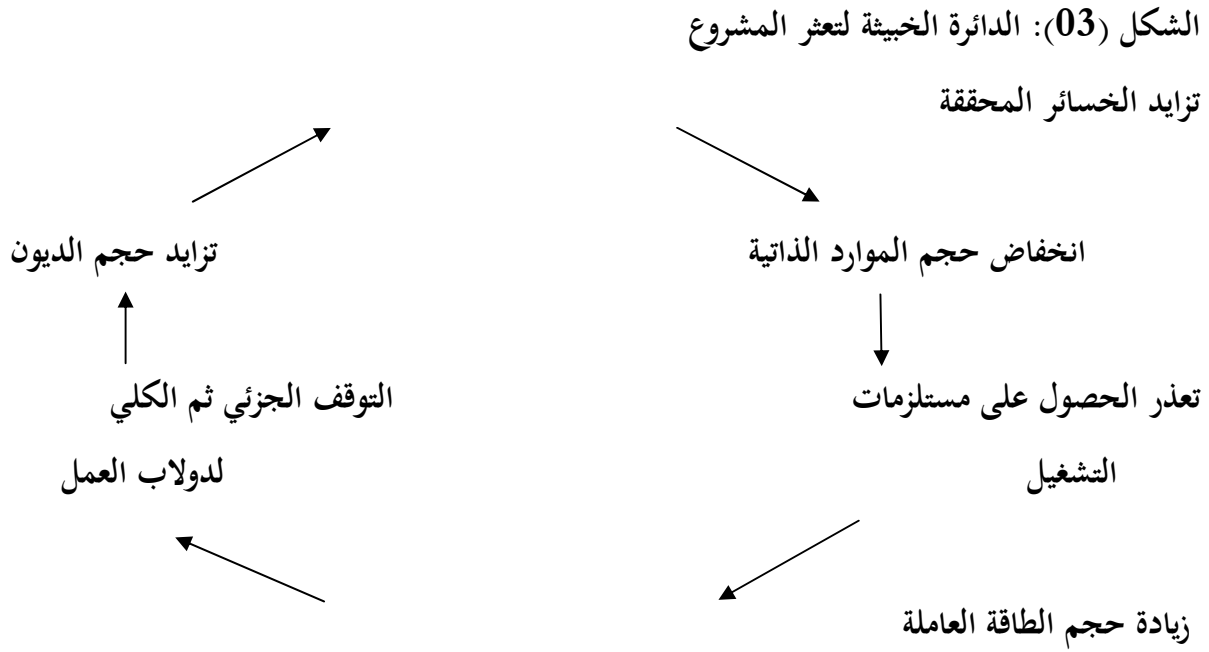 الشكل (03): الدائرة الخبيثة لتعثر المشروع
تزايد الخسائر المحققة
انخفاض حجم الموارد الذاتية
تزايد حجم الديون
تعذر الحصول على مستلزمات
التشغيل
التوقف الجزئي ثم الكلي
لدولاب العمل
زيادة حجم الطاقة العاملة